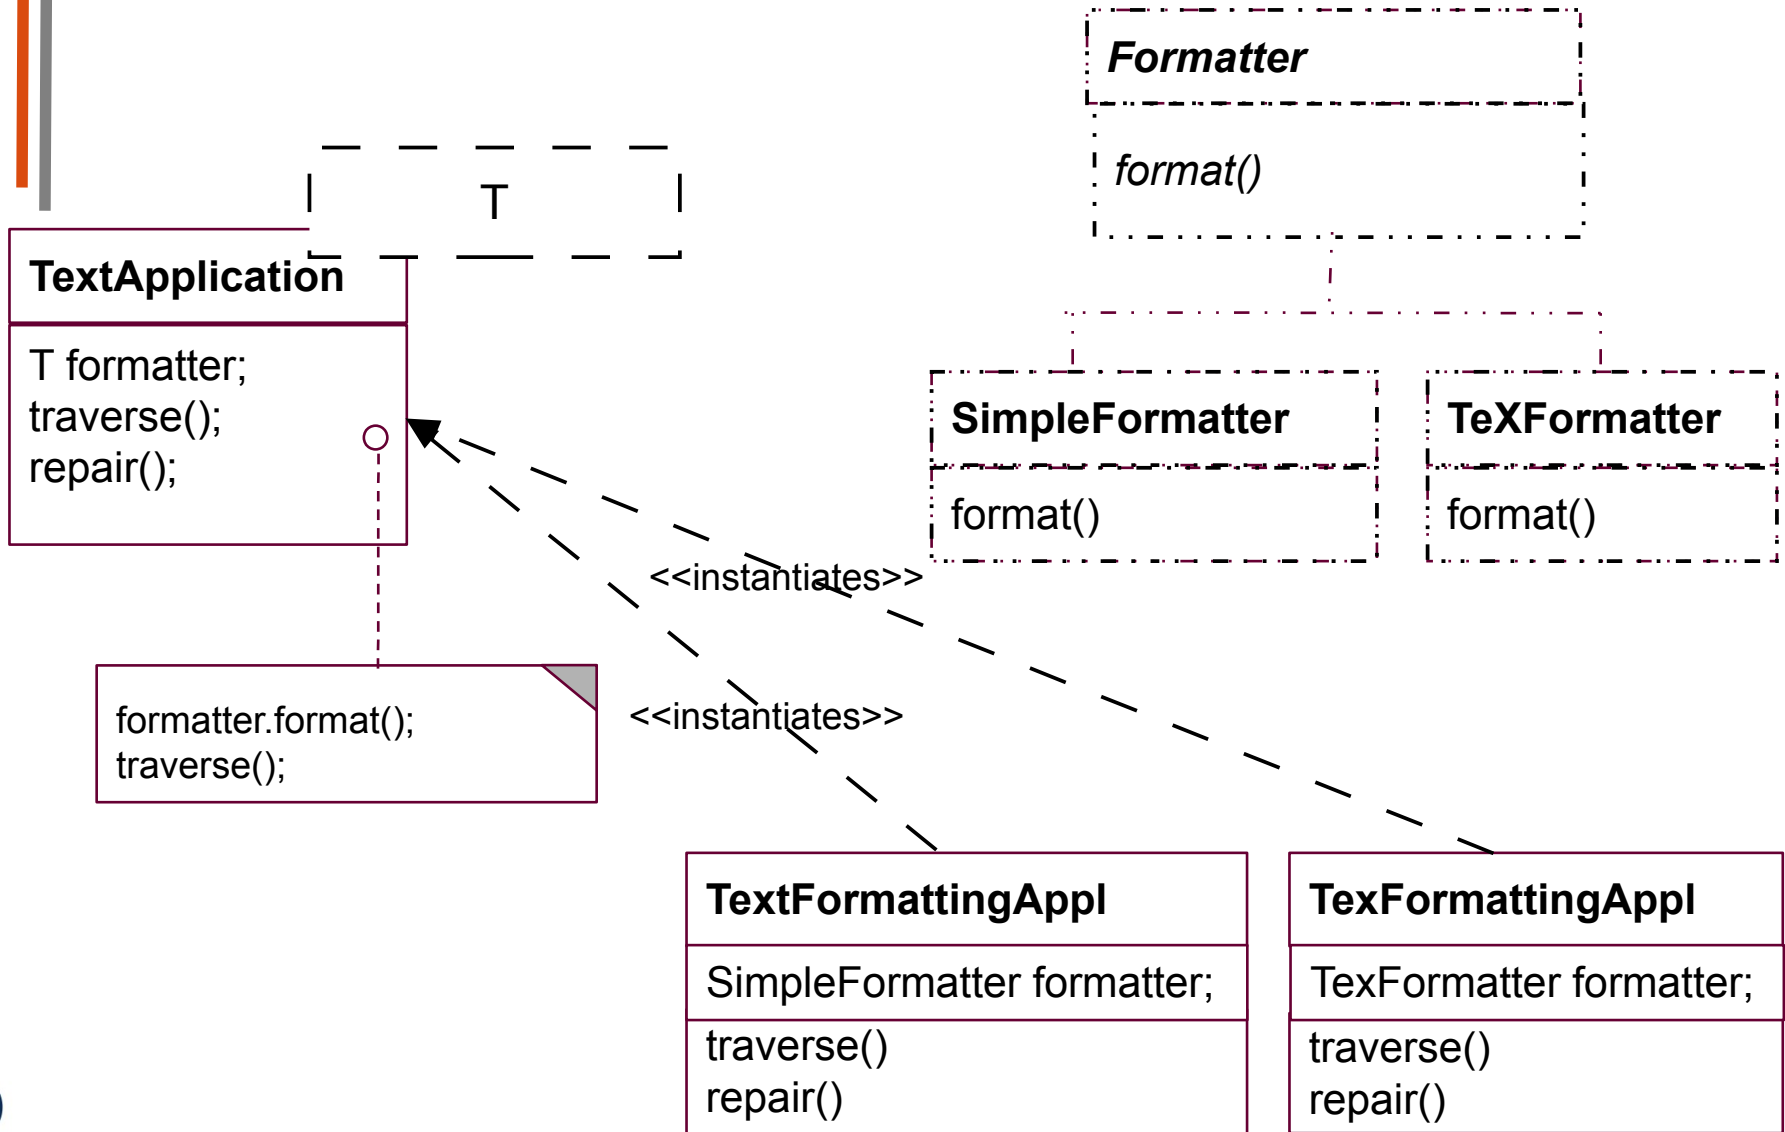 Formatter
format()
T
TextApplication
T formatter;
traverse();
repair();
SimpleFormatter
format()
TeXFormatter
format()
<<instantiates>>
<<instantiates>>
formatter.format();
traverse();
TextFormattingAppl
SimpleFormatter formatter;
traverse()
repair()
TexFormattingAppl
TexFormatter formatter;
traverse()
repair()